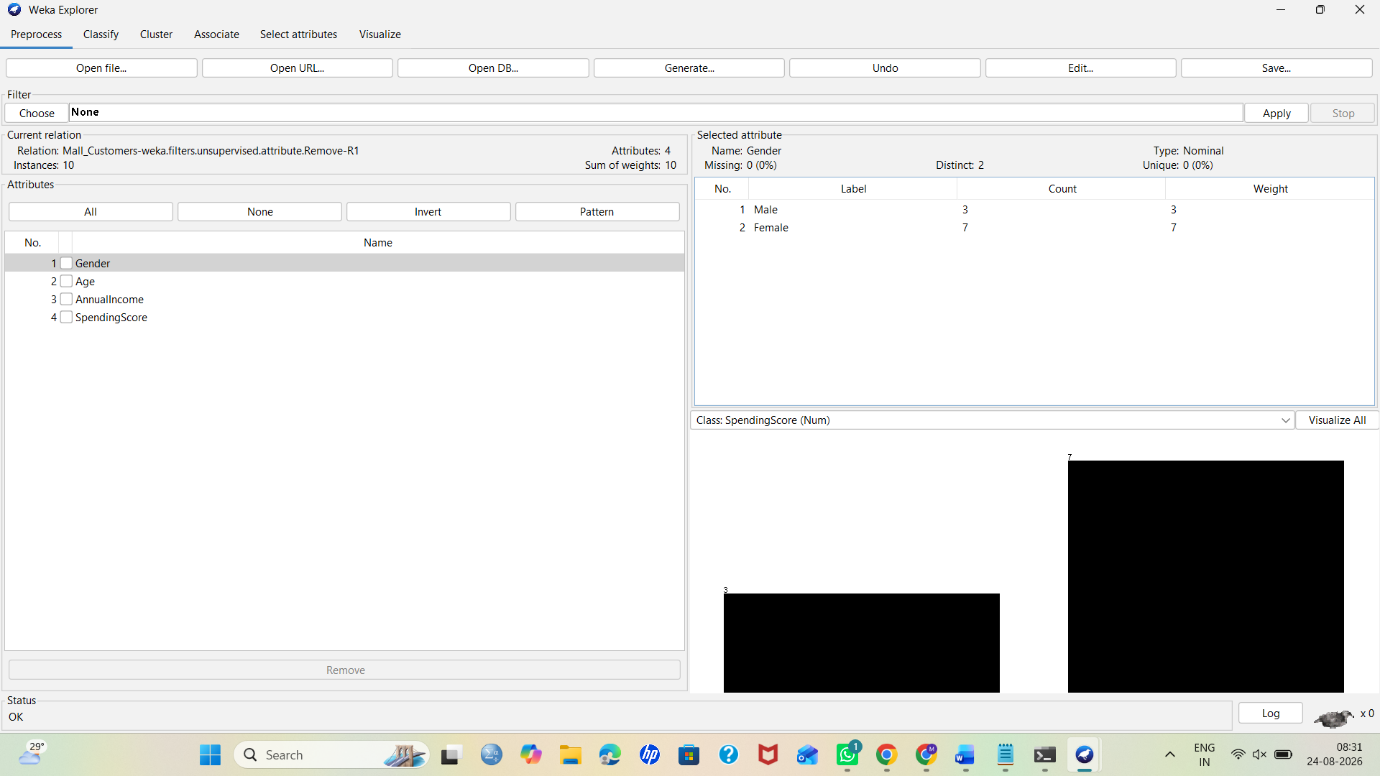 Weka Explorer
Preprocess Classify Cluster Associate Select attributes Visualize
Open file... Open URL... Open DB... Generate... Undo Edit... Save...
Filter
Choose None Apply Stop
Current relation
Relation: Mall_Customers-weka.filters.unsupervised.attribute.Remove-R1 Attributes: 4
Instances: 10 Sum of weights: 10
Attributes
All None Invert Pattern
No. Name
1 Gender
2 Age
3 AnnualIncome
4 SpendingScore
Remove
Selected attribute
Name: Gender Type: Nominal
Missing: 0 (0%) Distinct: 2 Unique: 0 (0%)
No. Label Count Weight
1 Male 3 3
2 Female 7 7
Class: SpendingScore (Num) Visualize All
7
3
Status
OK
Log x 0
29°
Search
hp
1
M
ENG
IN
08:31
24-08-2026